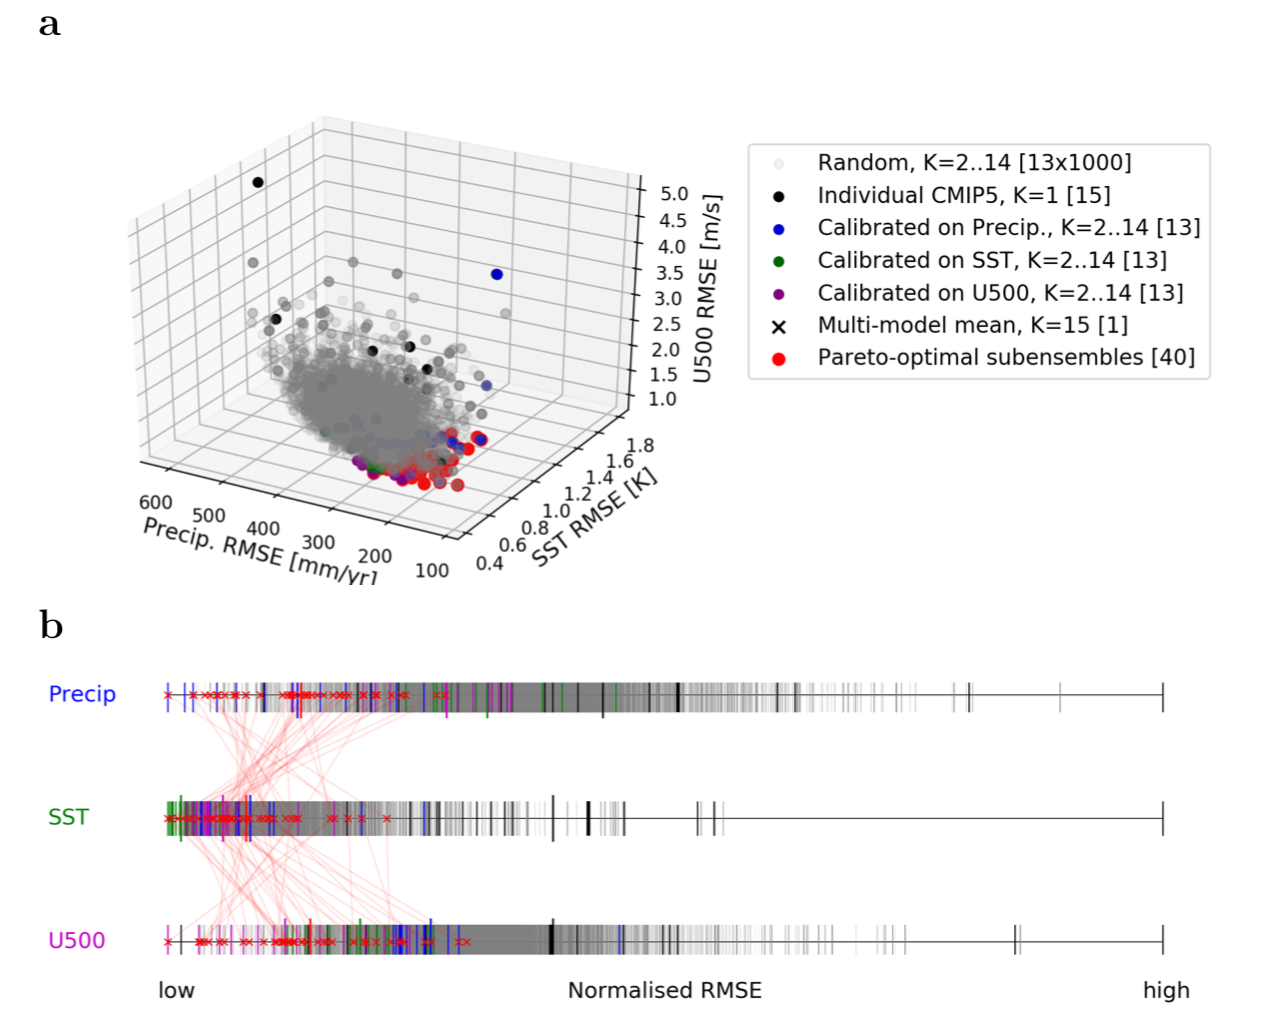 a
Random, K=2..14 [13x1000]
Individual CMIP5, K=1 [15]
Calibrated on Precip., K=2..14 [13]
Calibrated on SST, K=2..14 [13]
Calibrated on U500, K=2..14 [13]
Multi-model mean, K=15 [1]
Pareto-optimal subensembles [40]
5.0
4.5
4.0
3.5
3.0
2.5
2.0
1.5
1.0
U500 RMSE [m/s]
1.8
1.6
1.4
1.2
1.0
0.8
0.6
0.4
SST RMSE [K]
600
500
400
300
200
100
Precip. RMSE [mm/yr]
b
Precip
SST
U500
low Normalised RMSE high